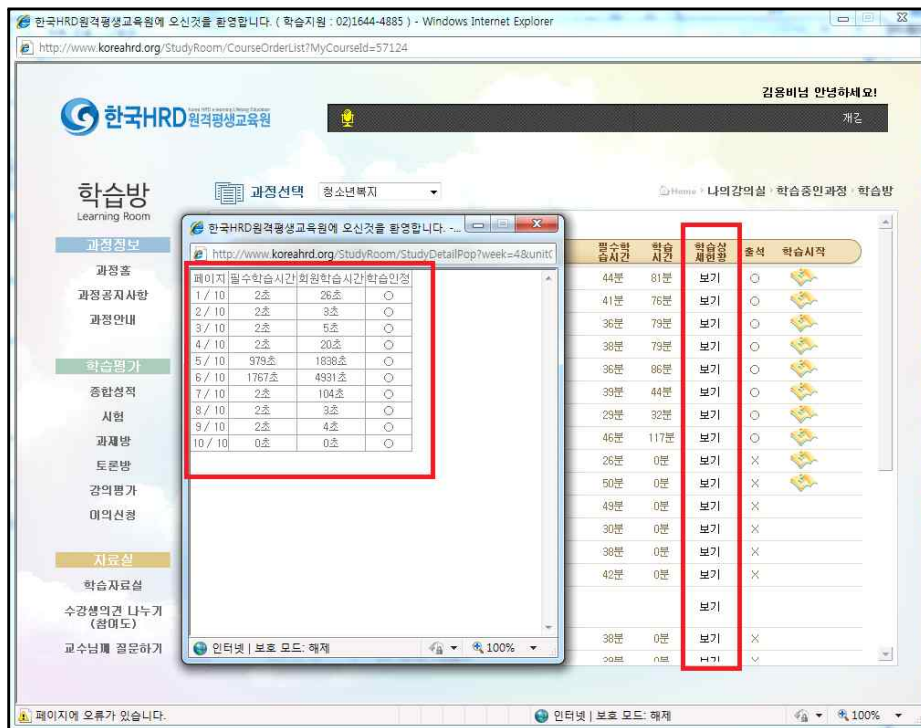 한국HRD원격평생교육원에 오신것을 환영합니다. ( 학습지원 : 02)1644-4885 ) - Windows Internet Explorer
http://www.koreahrd.org/StudyRoom/CourseOrderList?MyCourseId=57124
김용비님 안녕하세요!
한국HRD 원격평생교육원
개강
학습방
Learning Room
과정선택 청소년복지
Home > 나의강의실 > 학습중인과정 > 학습방
과정정보
과정홈
과정공지사항
과정안내
학습평가
종합성적
시험
과제방
토론방
강의평가
이의신청
자료실
학습자료실
수강생의견 나누기
(참여도)
교수님께 질문하기
한국HRD원격평생교육원에 오신것을 환영합니다. -...
http://www.koreahrd.org/StudyRoom/StudyDetailPop?week=4&unit
페이지 필수학습시간 회원학습시간 학습인정
1 / 10 2초 26초 ○
2 / 10 2초 3초 ○
3 / 10 2초 5초 ○
4 / 10 2초 20초 ○
5 / 10 979초 1838초 ○
6 / 10 1767초 4931초 ○
7 / 10 2초 104초 ○
8 / 10 2초 3초 ○
9 / 10 2초 4초 ○
10 / 10 0초 0초 ○
인터넷 | 보호 모드: 해제 100%
필수학습시간 학습시간 학습상세현황 출석 학습시작
44분 81분 보기 ○
41분 76분 보기 ○
36분 79분 보기 ○
38분 79분 보기 ○
36분 86분 보기 ○
39분 44분 보기 ○
29분 32분 보기 ○
46분 117분 보기 ○
26분 0분 보기 X
50분 0분 보기 X
49분 0분 보기 X
30분 0분 보기 X
38분 0분 보기 X
42분 0분 보기 X
보기
38분 0분 보기 X
29분 0분 보기 X
페이지에 오류가 있습니다.
인터넷 | 보호 모드: 해제 100%